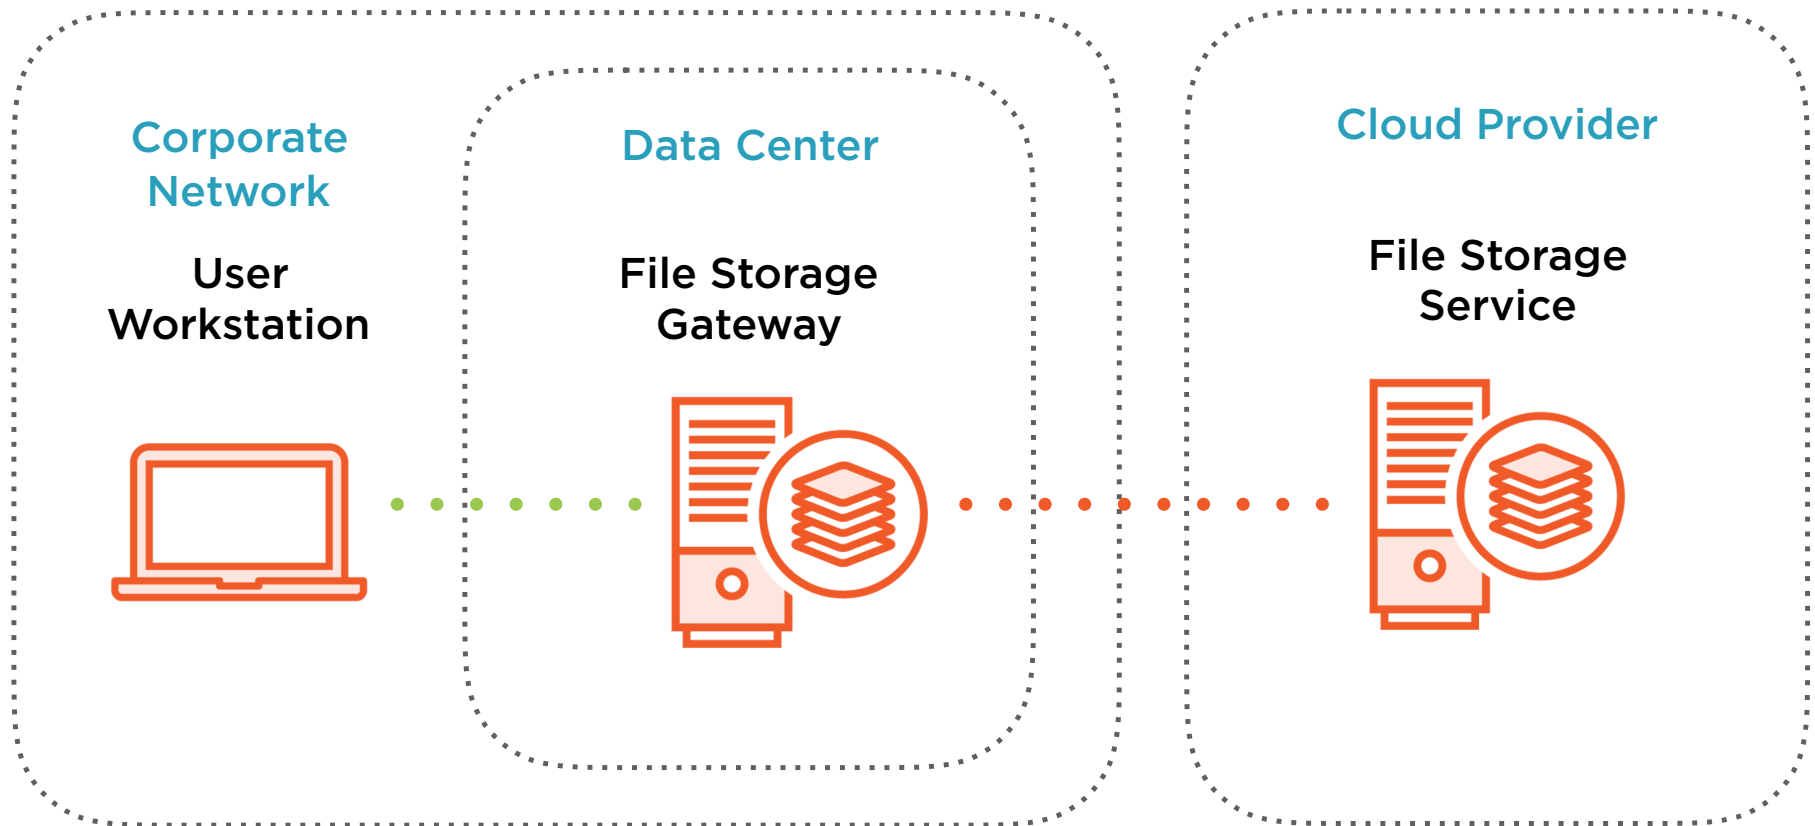 Corporate
Network
User
Workstation
Data Center
File Storage
Gateway
Cloud Provider
File Storage
Service